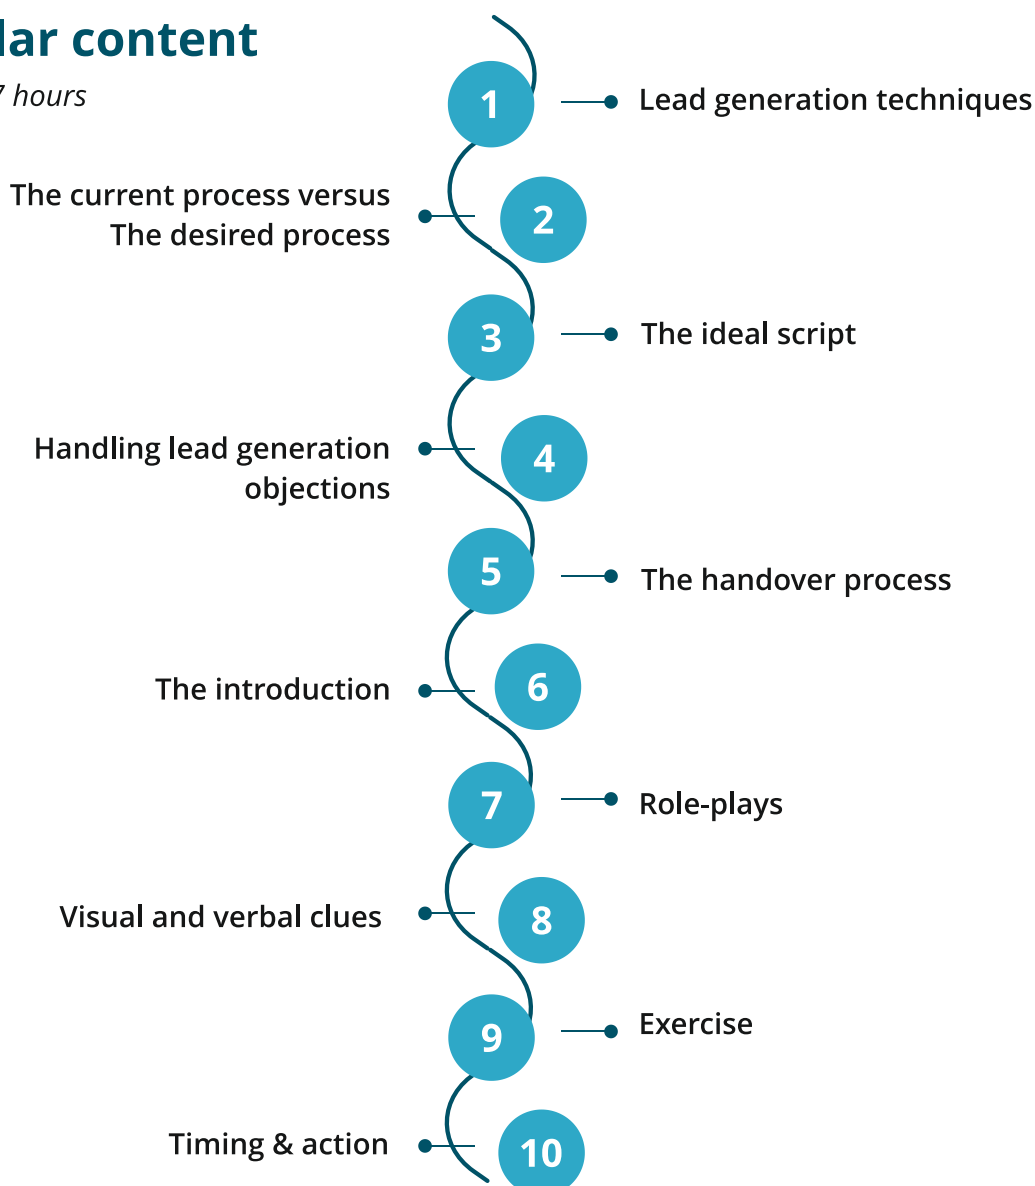 lar content
7 hours
1
Lead generation techniques
The current process versus
The desired process
2
3
The ideal script
Handling lead generation
objections
4
5
The handover process
The introduction
6
7
Role-plays
Visual and verbal clues
8
9
Exercise
Timing & action
10